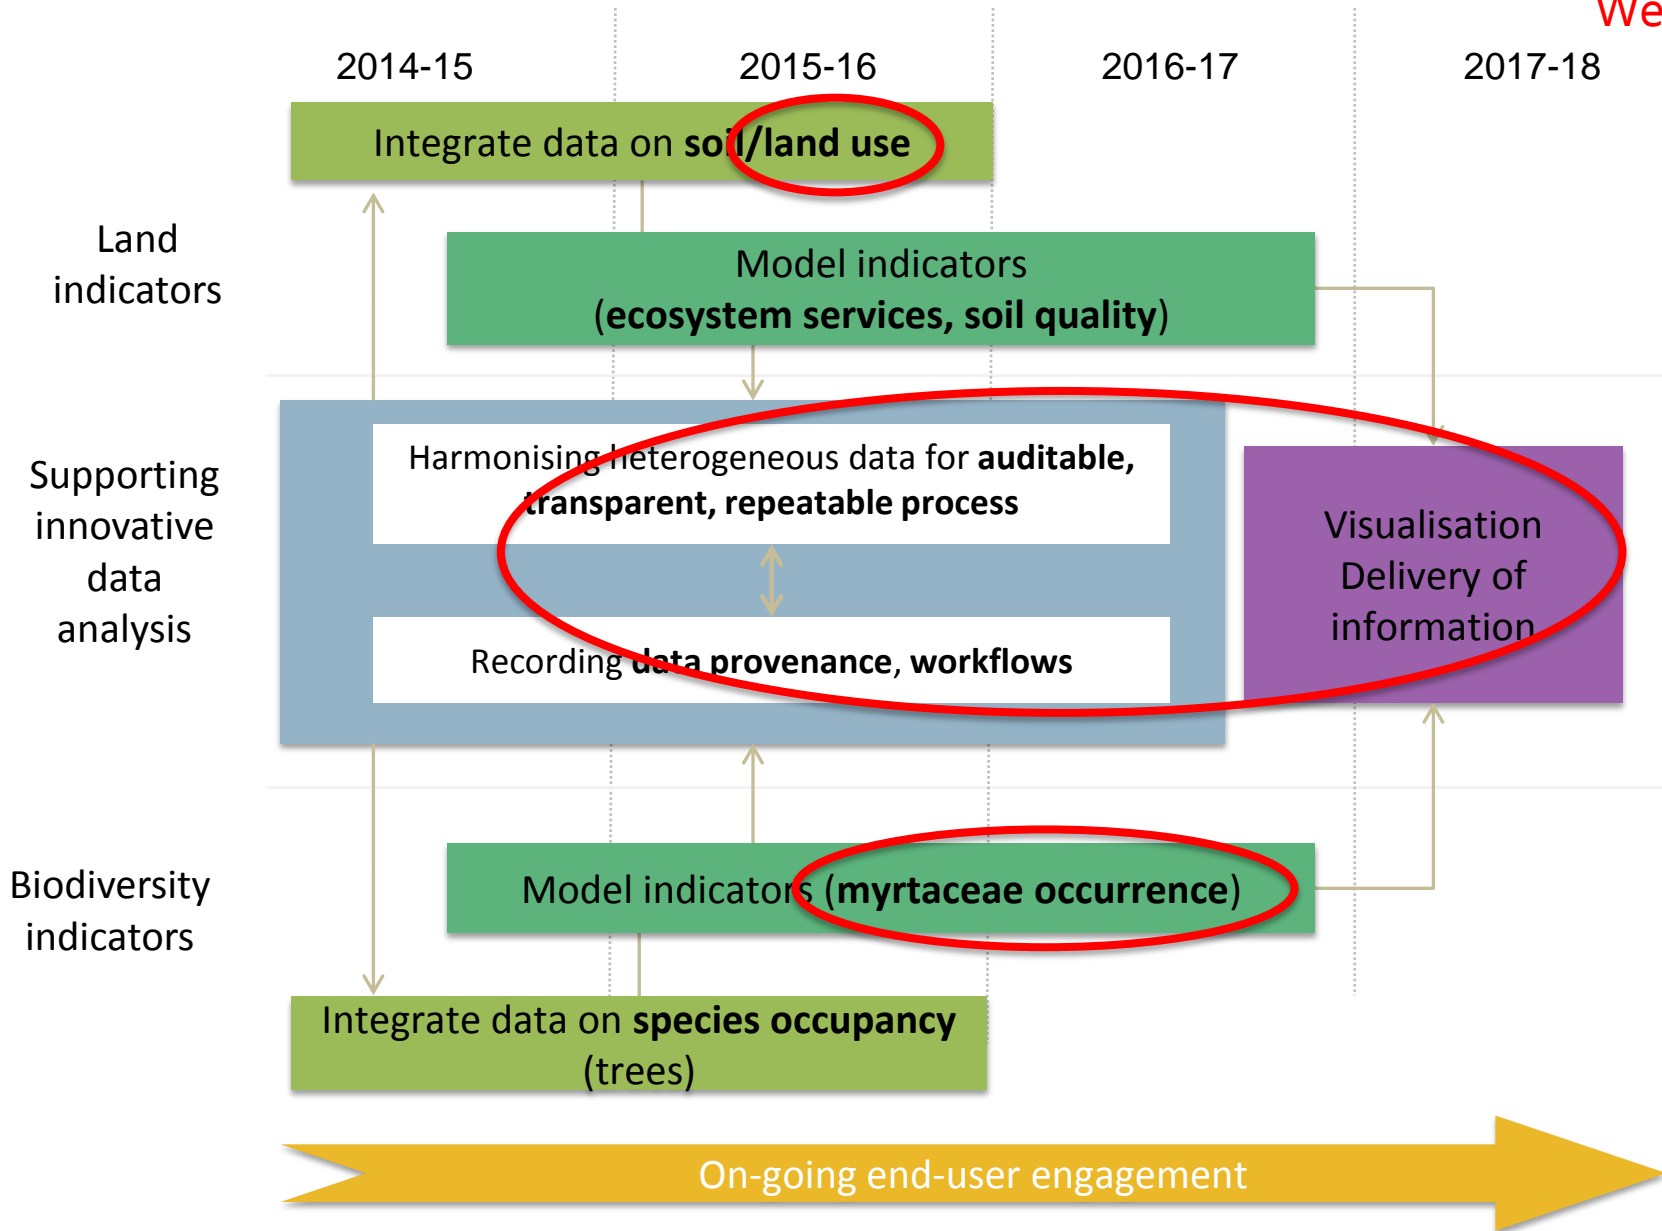 We
2014-15
2015-16
2016-17
2017-18
Integrate data on soil/land use
Land
indicators
Model indicators
(ecosystem services, soil quality)
Supporting
innovative
data
analysis
Harmonising heterogeneous data for auditable,
transparent, repeatable process
Recording data provenance, workflows
Visualisation
Delivery of
information
Biodiversity
indicators
Model indicators (myrtaceae occurrence)
Integrate data on species occupancy
(trees)
On-going end-user engagement